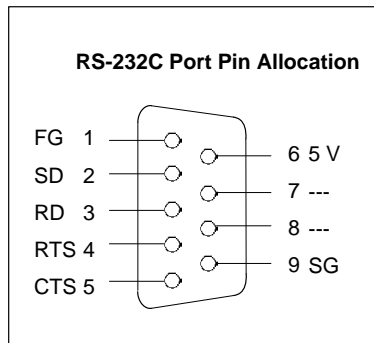 RS-232C Port Pin Allocation
FG 1
SD 2
RD 3
RTS 4
CTS 5
6 5 V
7 ---
8 ---
9 SG